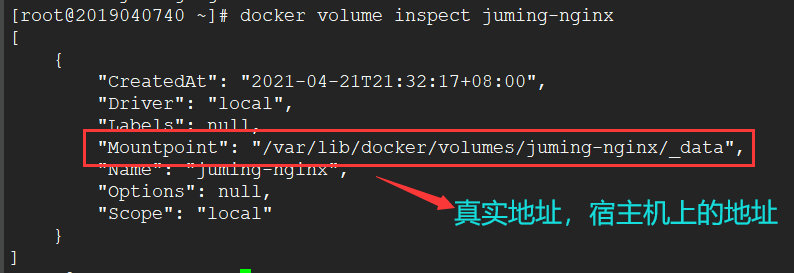 [root@2019040740 ~]# docker volume inspect juming-nginx
[
    {
        "CreatedAt": "2021-04-21T21:32:17+08:00",
        "Driver": "local",
        "Labels": null,
        "Mountpoint": "/var/lib/docker/volumes/juming-nginx/_data",
        "Name": "juming-nginx",
        "Options": null,
        "Scope": "local"
真实地址，宿主机上的地址
    }
]